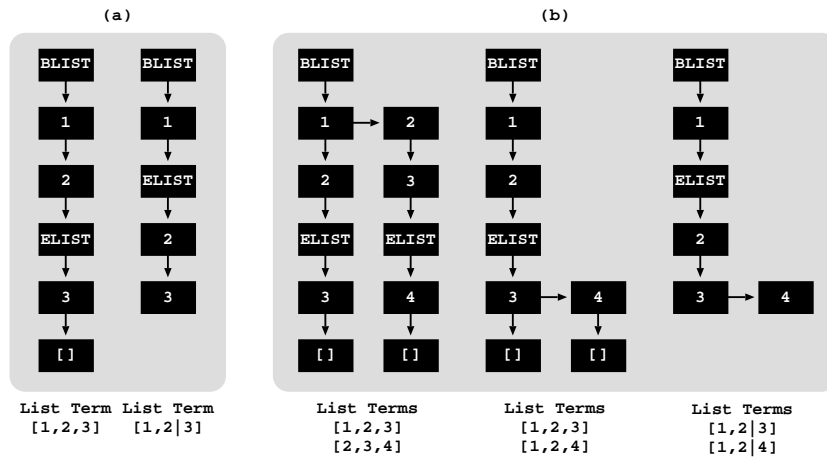 (a)
(b)
BLIST BLIST BLIST BLIST BLIST
1 1 1 2 1 1
2 ELIST 2 3 2 ELIST
ELIST 2 ELIST ELIST ELIST 2
3 3 3 4 3 4 3 4
[] [] [] [] []
List Term List Term List Terms List Terms List Terms
[1,2,3] [1,2|3] [1,2,3] [1,2,3] [1,2|3]
[2,3,4] [1,2,4] [1,2|4]